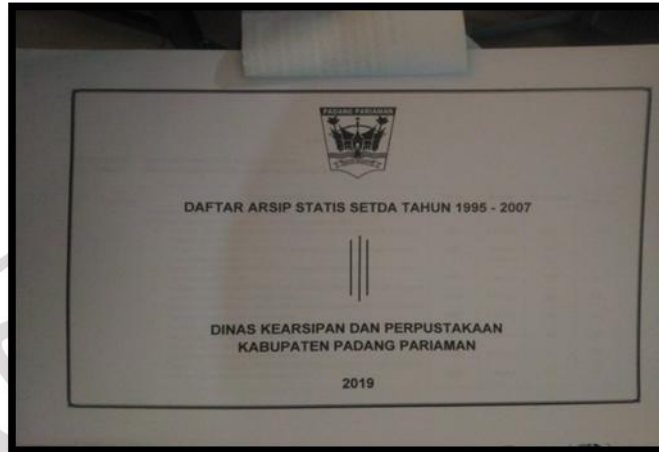 PADANG PARIAMAN
DAFTAR ARSIP STATIS SETDA TAHUN 1995 - 2007
DINAS KEARSIPAN DAN PERPUSTAKAAN
KABUPATEN PADANG PARIAMAN
2019